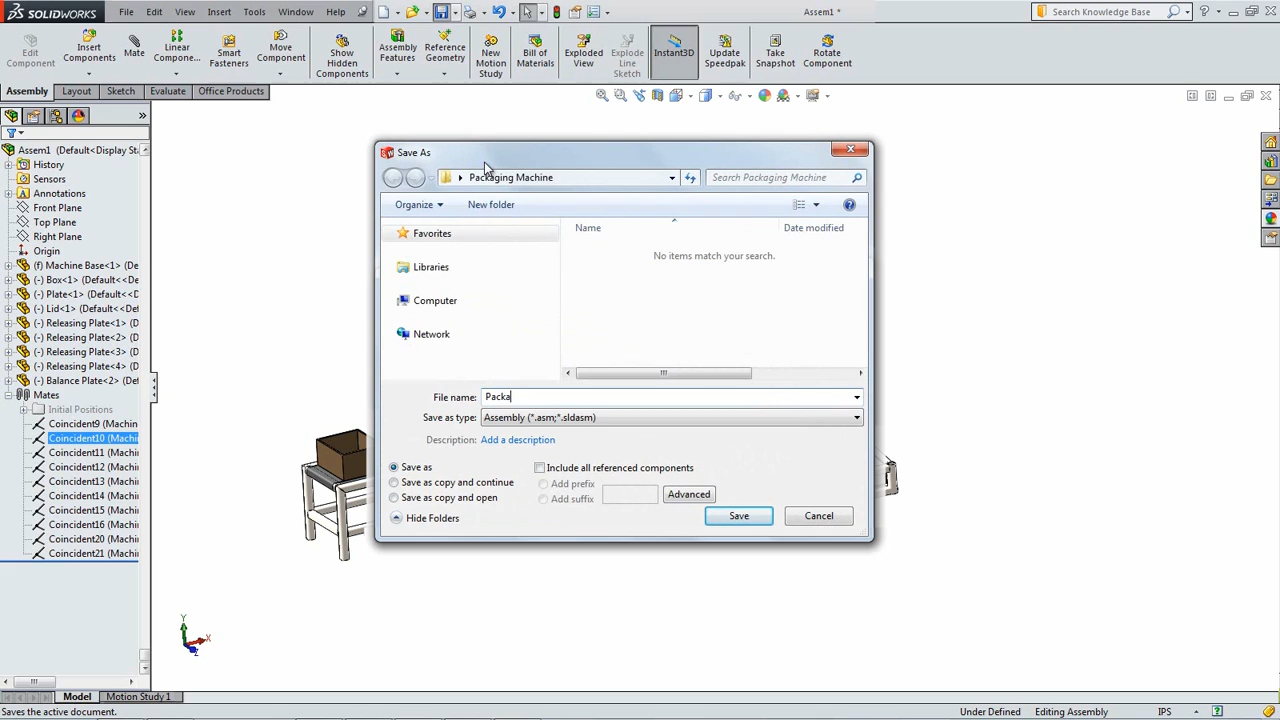 SOLIDWORKS File Edit View Insert Tools Window Help Assem1 * Search Knowledge Base
Edit Component
Insert Components
Mate
Linear Compone...
Smart Fasteners
Move Component
Show Hidden Components
Assembly Features
Reference Geometry
New Motion Study
Bill of Materials
Exploded View
Explode Line Sketch
Instant3D
Update Speedpak
Take Snapshot
Rotate Component
Assembly Layout Sketch Evaluate Office Products
Assem1 (Default<Display St
History
Sensors
Annotations
Front Plane
Top Plane
Right Plane
Origin
(f) Machine Base<1> (De
(-) Box<1> (Default<<De
(-) Plate<1> (Default<<D
(-) Lid<1> (Default<<Def
(-) Releasing Plate<1> (D
(-) Releasing Plate<2> (D
(-) Releasing Plate<3> (D
(-) Releasing Plate<4> (D
(-) Balance Plate<2> (Def
Mates
Initial Positions
Coincident9 (Machin
Coincident10 (Machi
Coincident11 (Machi
Coincident12 (Machi
Coincident13 (Machi
Coincident14 (Machi
Coincident15 (Machi
Coincident16 (Machi
Coincident20 (Machi
Coincident21 (Machi
Save As
Packaging Machine
Search Packaging Machine
Organize New folder
Favorites
Libraries
Computer
Network
Name Date modified
No items match your search.
File name: Packa
Save as type: Assembly (*.asm;*.sldasm)
Description: Add a description
Save as
Save as copy and continue
Save as copy and open
Include all referenced components
Add prefix
Add suffix
Advanced
Hide Folders
Save Cancel
Y
X
Z
Model Motion Study 1
Saves the active document. Under Defined Editing Assembly IPS